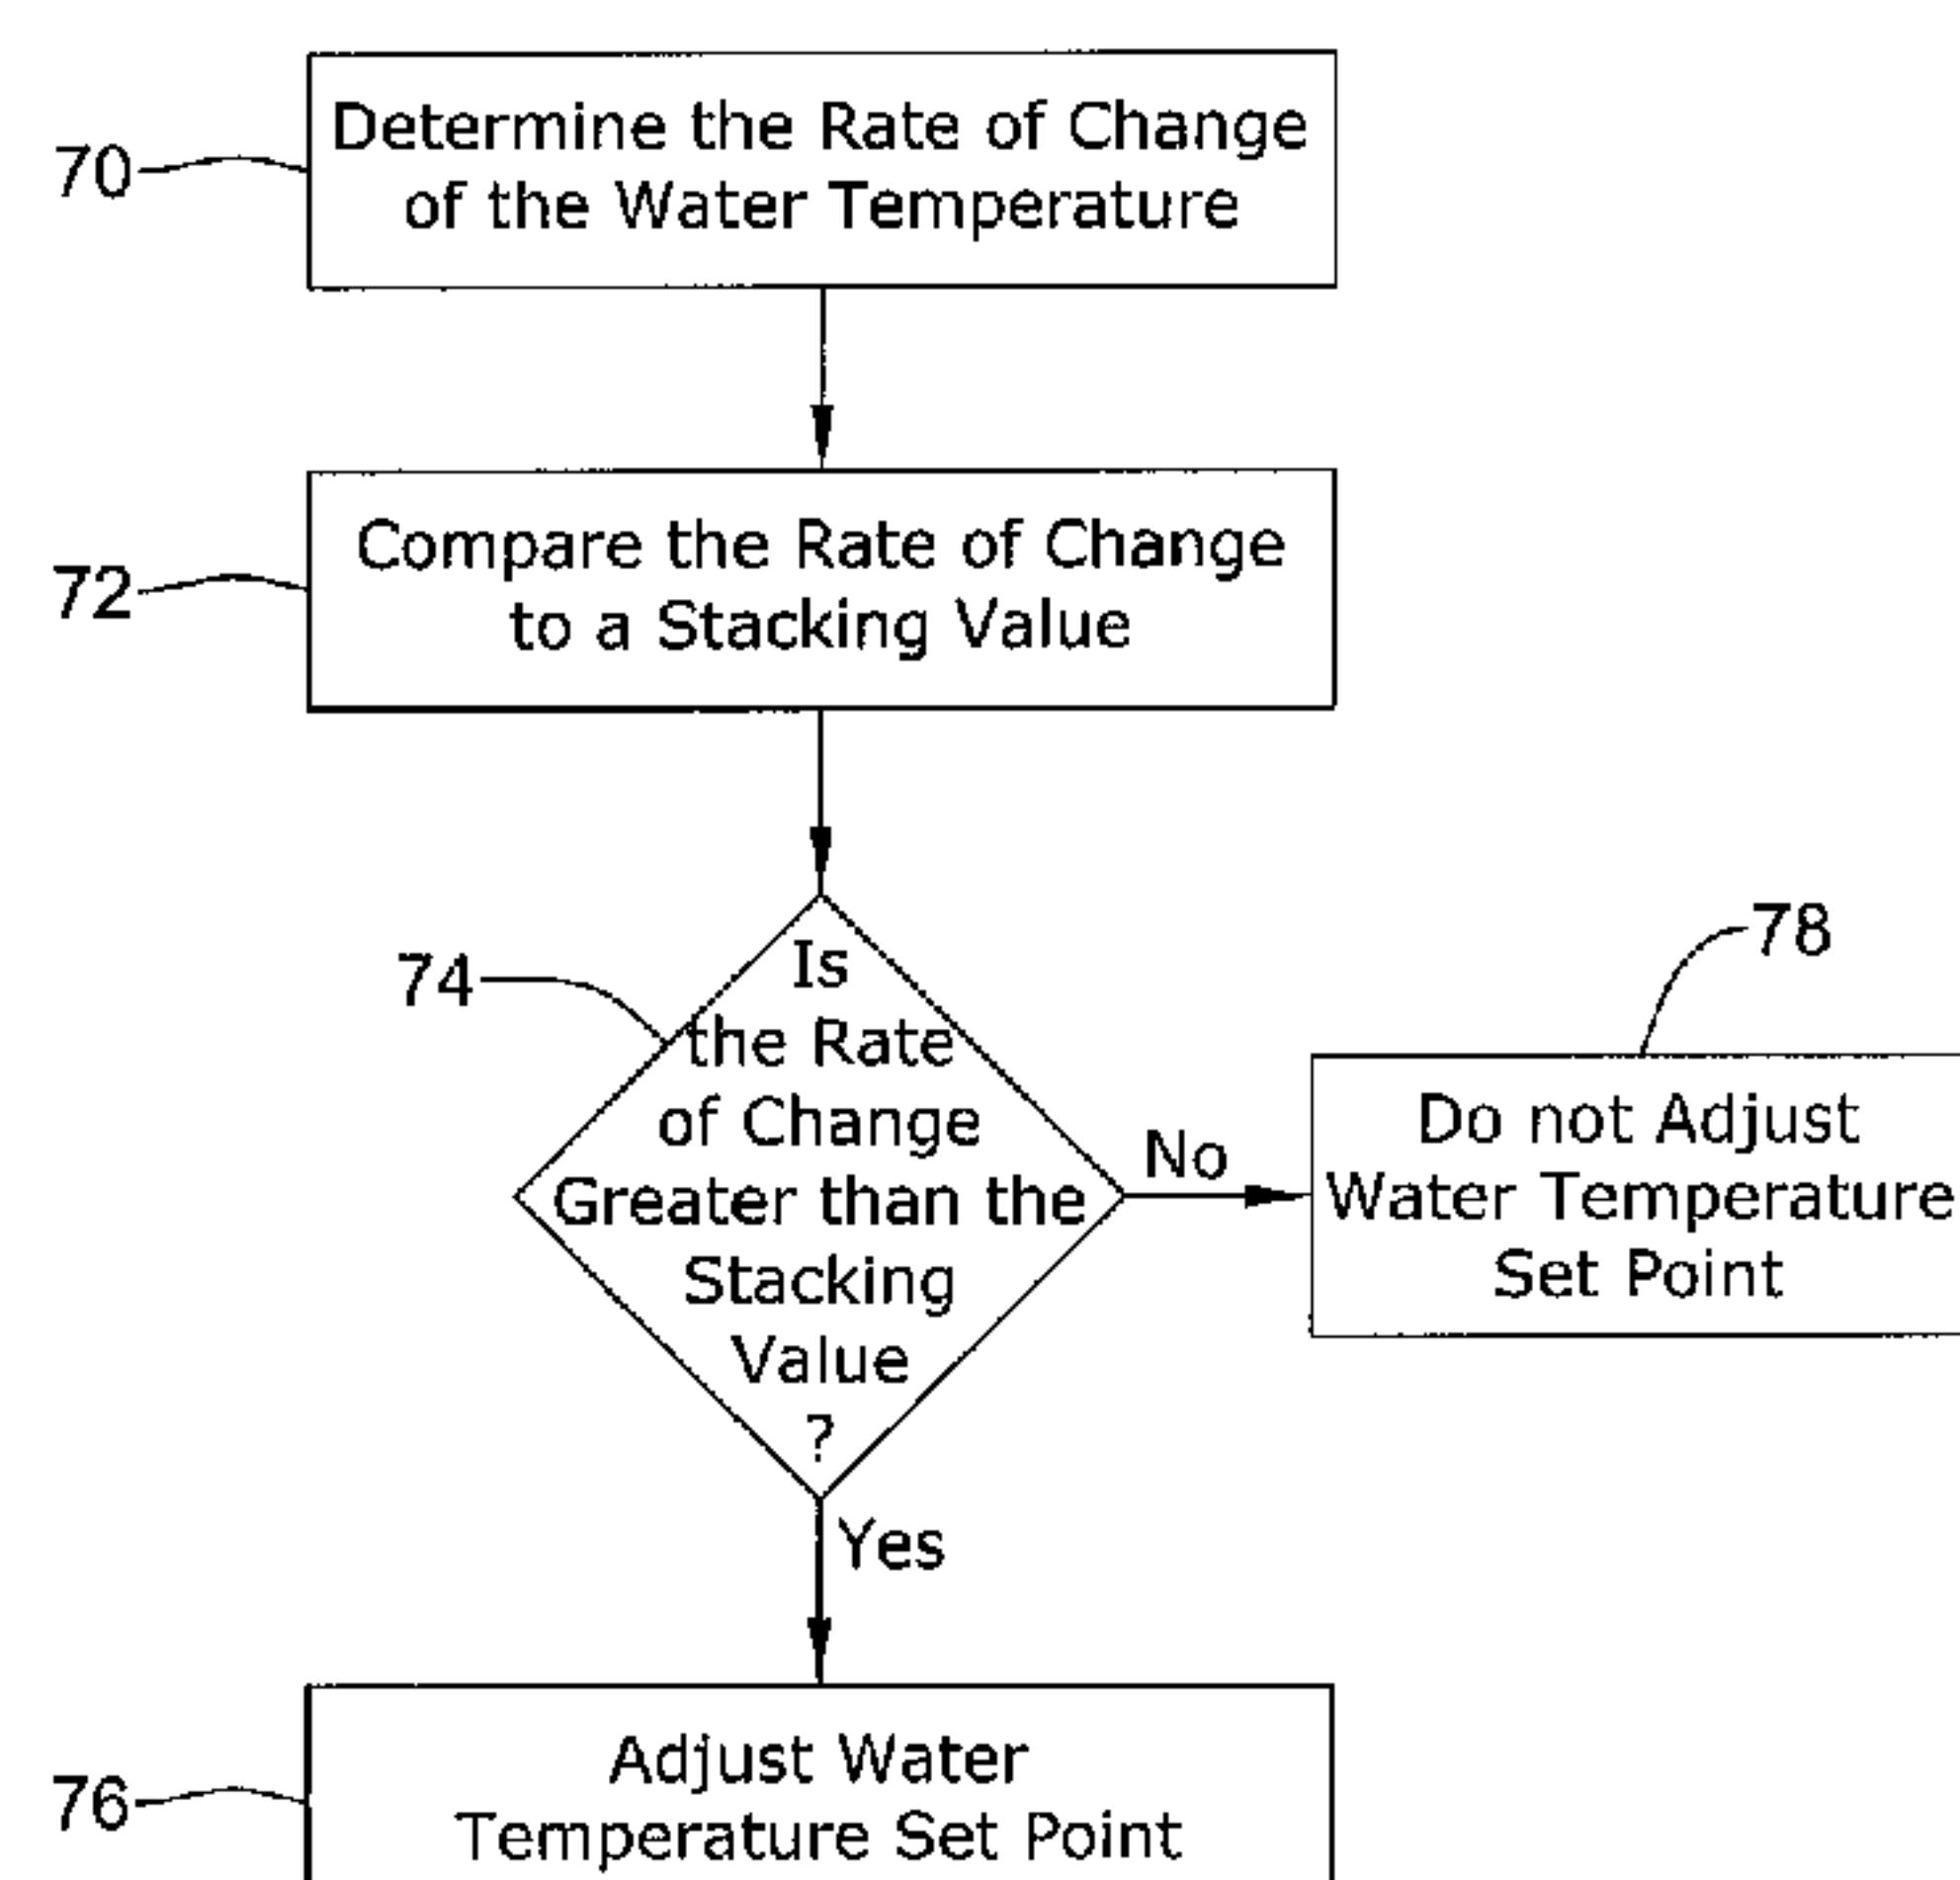 70
Determine the Rate of Change
of the Water Temperature
72
Compare the Rate of Change
to a Stacking Value
74
Is
the Rate
of Change
Greater than the
Stacking
Value
?
No
78
Do not Adjust
Water Temperature
Set Point
Yes
76
Adjust Water
Temperature Set Point